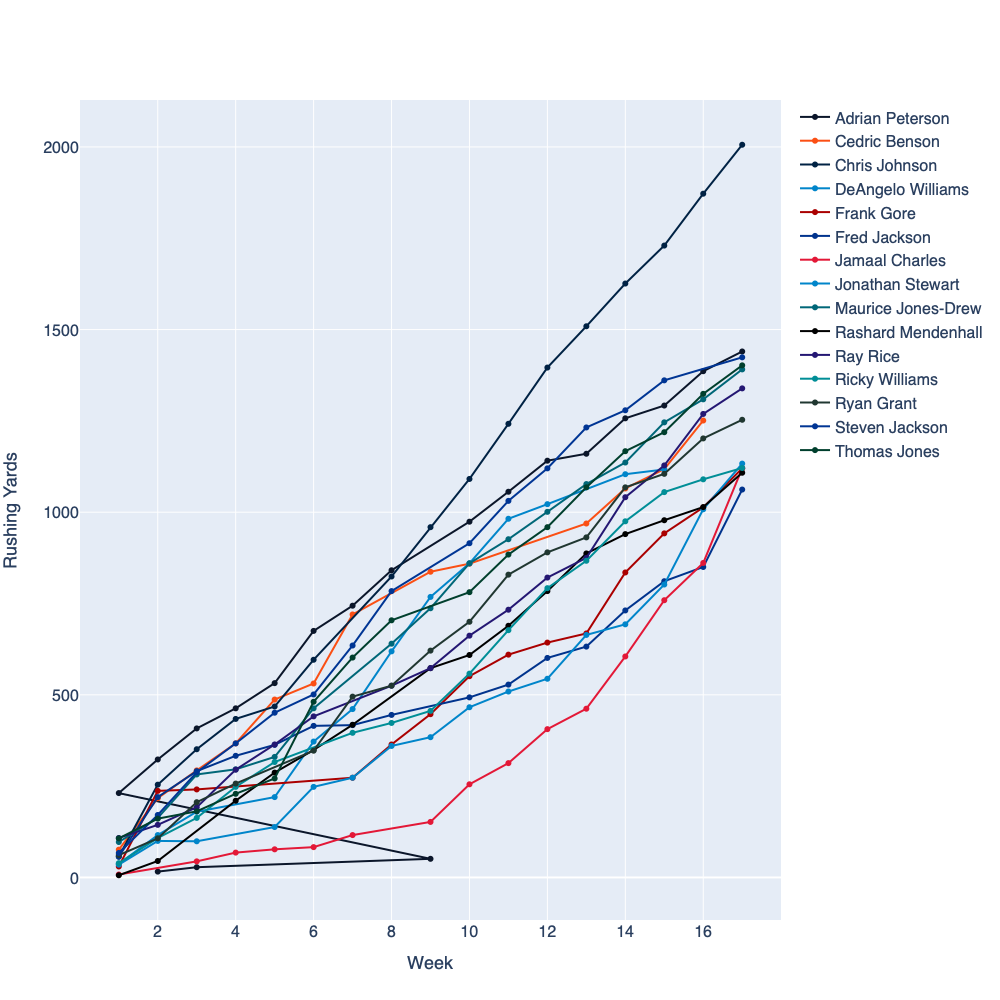 2000
1500
1000
500
0
2 4 6 8 10 12 14 16
Week
Rushing Yards
Adrian Peterson
Cedric Benson
Chris Johnson
DeAngelo Williams
Frank Gore
Fred Jackson
Jamaal Charles
Jonathan Stewart
Maurice Jones-Drew
Rashard Mendenhall
Ray Rice
Ricky Williams
Ryan Grant
Steven Jackson
Thomas Jones